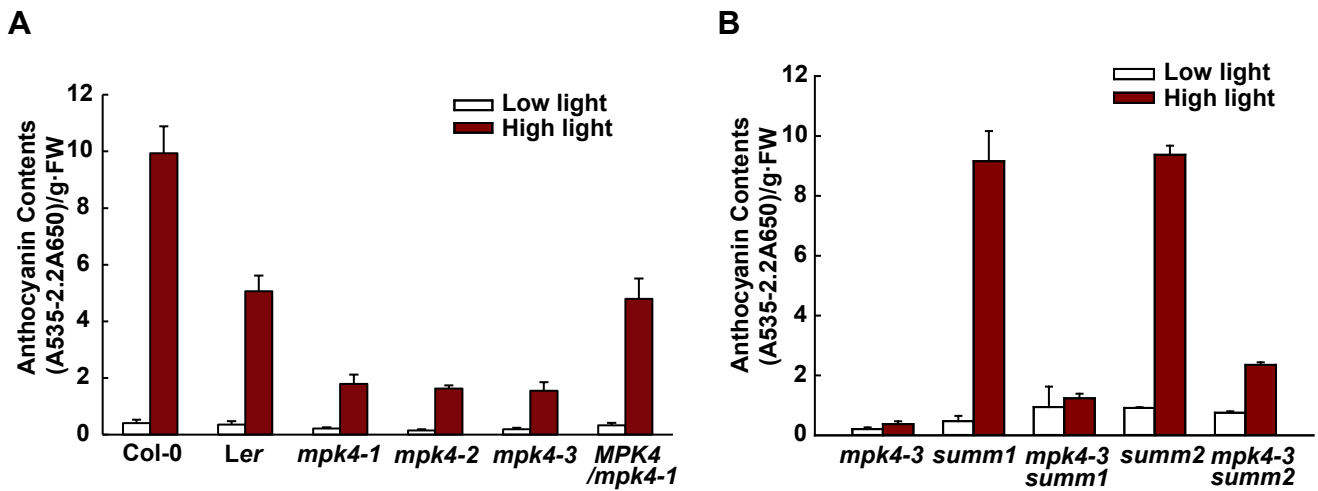 A
Anthocyanin Contents
(A535-2.2A650)/g·FW
12
10
8
6
4
2
0
Low light
High light
Col-0
Ler
mpk4-1
mpk4-2
mpk4-3
MPK4
/mpk4-1
B
Anthocyanin Contents
(A535-2.2A650)/g·FW
12
10
8
6
4
2
0
Low light
High light
mpk4-3
summ1
mpk4-3
summ1
summ2
mpk4-3
summ2